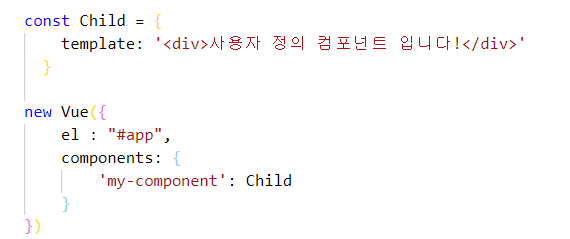 const Child = {
    template: '<div>사용자 정의 컴포넌트 입니다!</div>'
  }

new Vue({
    el : "#app",
    components: {
        'my-component': Child
    }
})